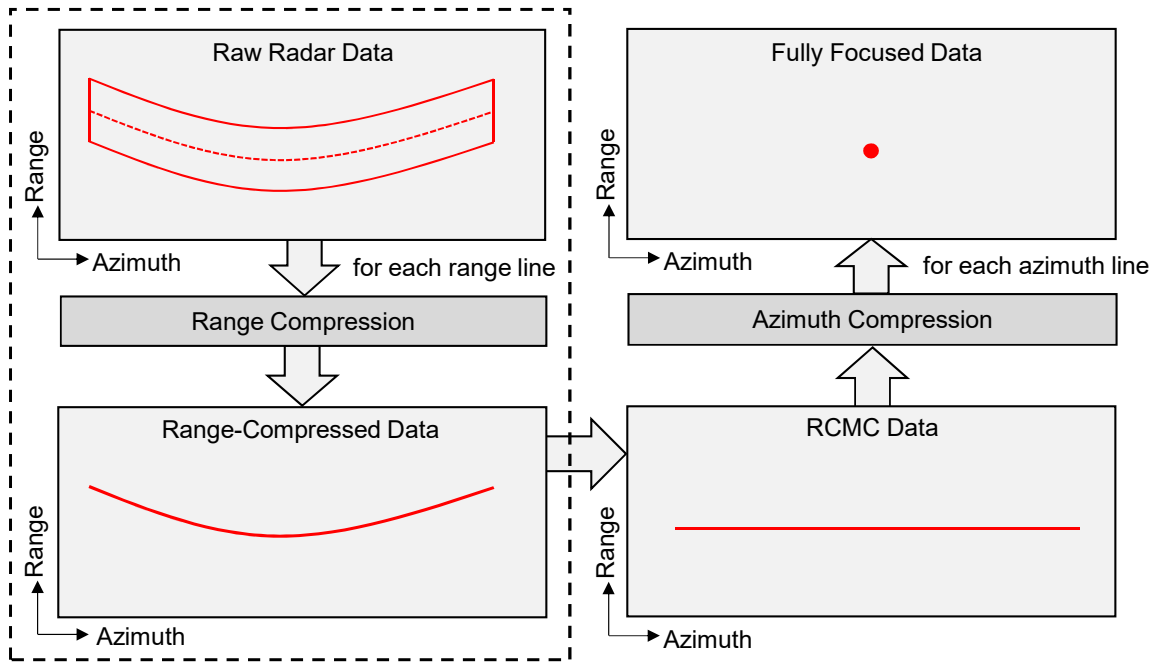 Raw Radar Data
Range
Azimuth
for each range line
Range Compression
Range-Compressed Data
Range
Azimuth
RCMC Data
Range
Azimuth
Azimuth Compression
for each azimuth line
Fully Focused Data
Range
Azimuth